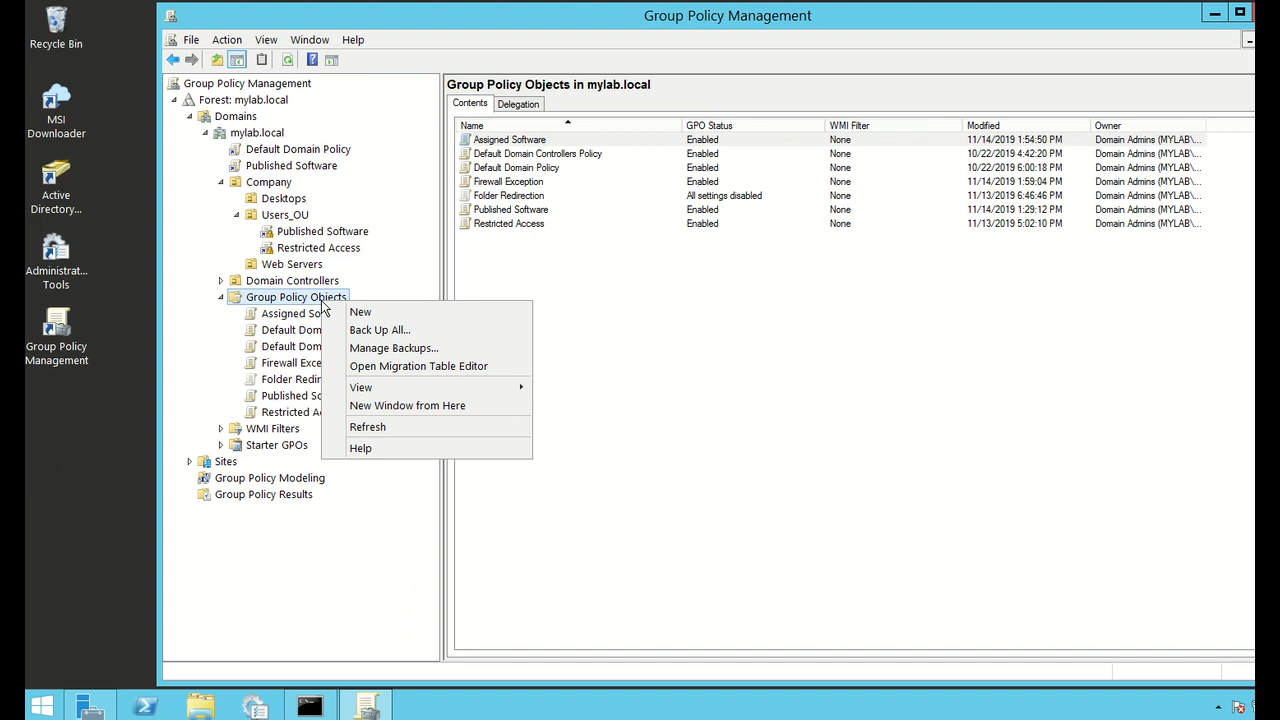 Group Policy Management
File Action View Window Help
Recycle Bin
MSI
Downloader
Active
Directory...
Administrat...
Tools
Group Policy
Management
Group Policy Management
Forest: mylab.local
Domains
mylab.local
Default Domain Policy
Published Software
Company
Desktops
Users_OU
Published Software
Restricted Access
Web Servers
Domain Controllers
Group Policy Objects
Assigned So
Default Dom
Default Dom
Firewall Exce
Folder Redir
Published So
Restricted A
WMI Filters
Starter GPOs
Sites
Group Policy Modeling
Group Policy Results
New
Back Up All...
Manage Backups...
Open Migration Table Editor
View
New Window from Here
Refresh
Help
Group Policy Objects in mylab.local
Contents Delegation
Name GPO Status WMI Filter Modified Owner
Assigned Software Enabled None 11/14/2019 1:54:50 PM Domain Admins (MYLAB\...
Default Domain Controllers Policy Enabled None 10/22/2019 4:42:20 PM Domain Admins (MYLAB\...
Default Domain Policy Enabled None 10/22/2019 6:00:18 PM Domain Admins (MYLAB\...
Firewall Exception Enabled None 11/14/2019 1:59:04 PM Domain Admins (MYLAB\...
Folder Redirection All settings disabled None 11/13/2019 6:46:46 PM Domain Admins (MYLAB\...
Published Software Enabled None 11/14/2019 1:29:12 PM Domain Admins (MYLAB\...
Restricted Access Enabled None 11/13/2019 5:02:10 PM Domain Admins (MYLAB\...